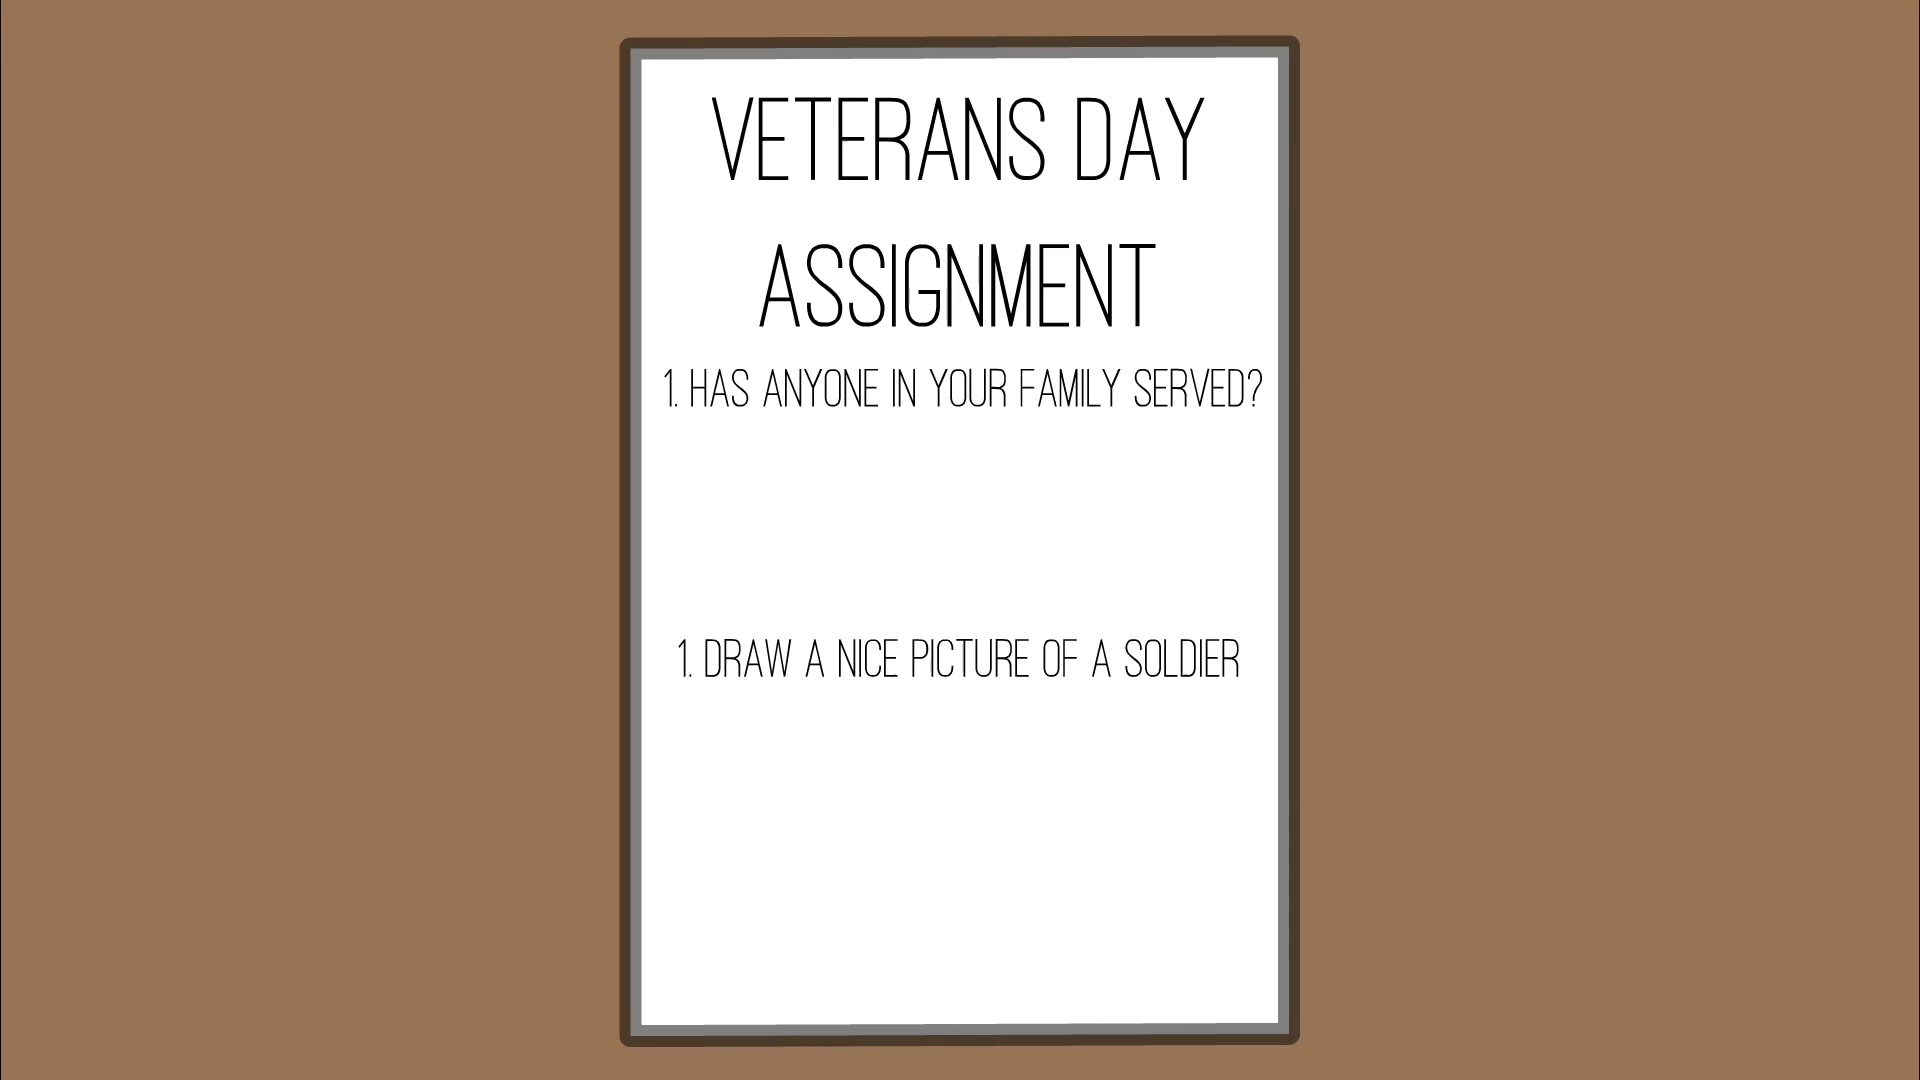 VETERANS DAY
ASSIGNMENT
1. HAS ANYONE IN YOUR FAMILY SERVED?
1. DRAW A NICE PICTURE OF A SOLDIER